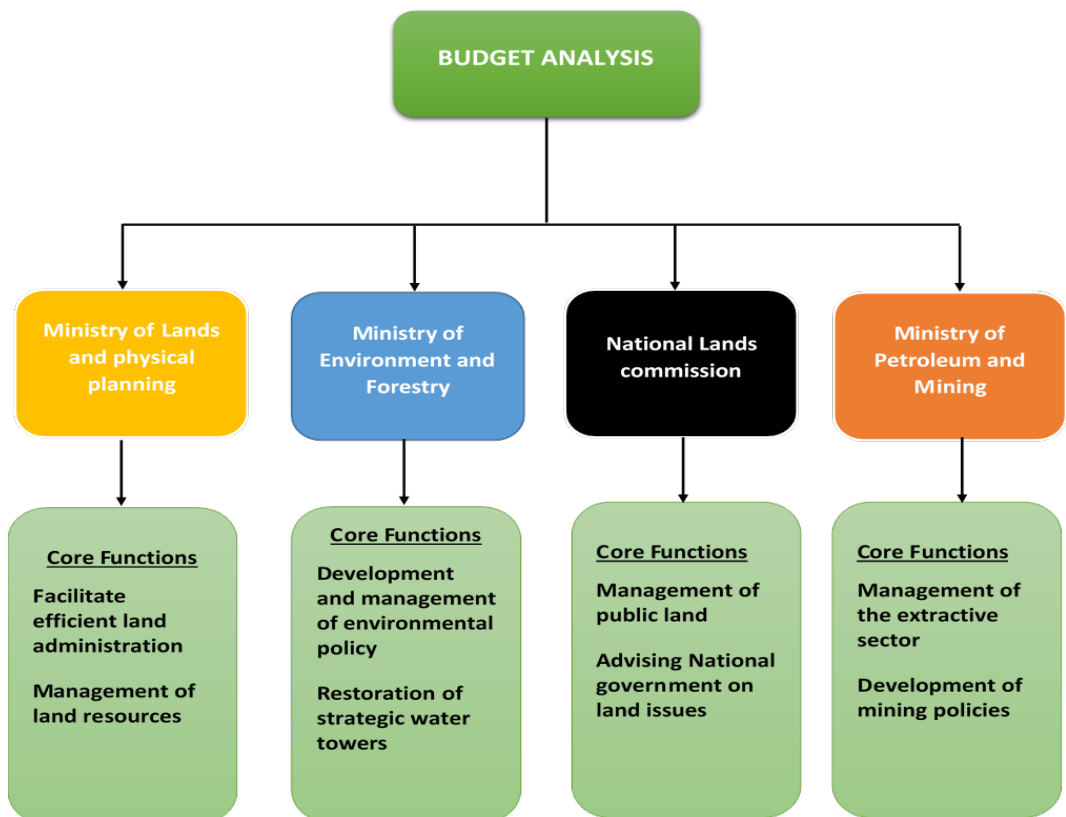 BUDGET ANALYSIS
Ministry of Lands
and physical
planning
Ministry of
Environment and
Forestry
National Lands
commission
Ministry of
Petroleum and
Mining
Core Functions
Facilitate
efficient land
administration
Management of
land resources
Core Functions
Development
and management
of environmental
policy
Restoration of
strategic water
towers
Core Functions
Management of
public land
Advising National
government on
land issues
Core Functions
Management of
the extractive
sector
Development of
mining policies